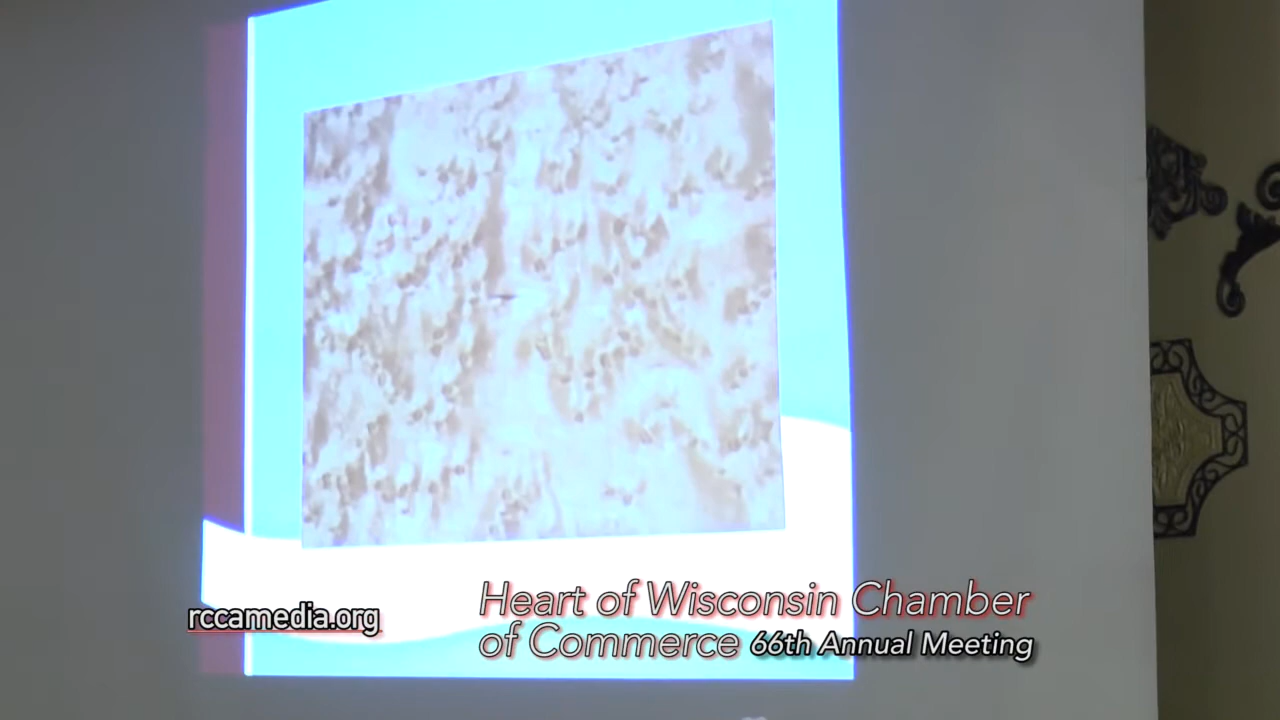 rccamedia.org
Heart of Wisconsin Chamber
of Commerce 66th Annual Meeting